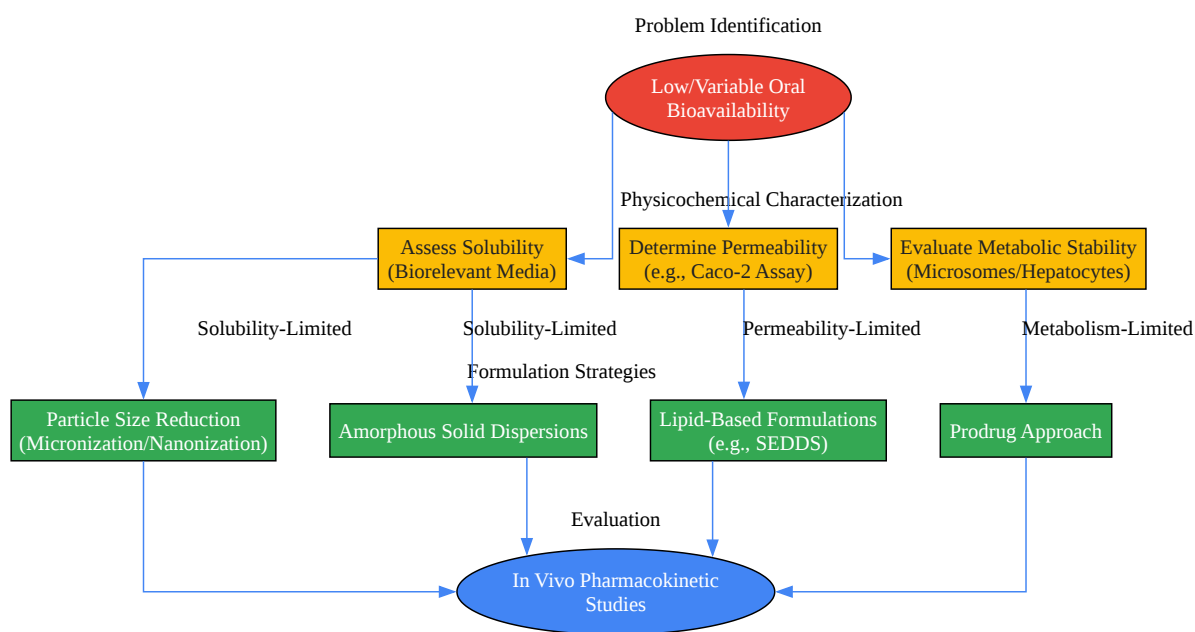 Problem Identification
Low/Variable Oral
Bioavailability
Physicochemical Characterization
Assess Solubility
(Biorelevant Media)
Determine Permeability
(e.g., Caco-2 Assay)
Evaluate Metabolic Stability
(Microsomes/Hepatocytes)
Solubility-Limited
Solubility-Limited
Permeability-Limited
Metabolism-Limited
Formulation Strategies
Particle Size Reduction
(Micronization/Nanonization)
Amorphous Solid Dispersions
Lipid-Based Formulations
(e.g., SEDDS)
Prodrug Approach
Evaluation
In Vivo Pharmacokinetic
Studies